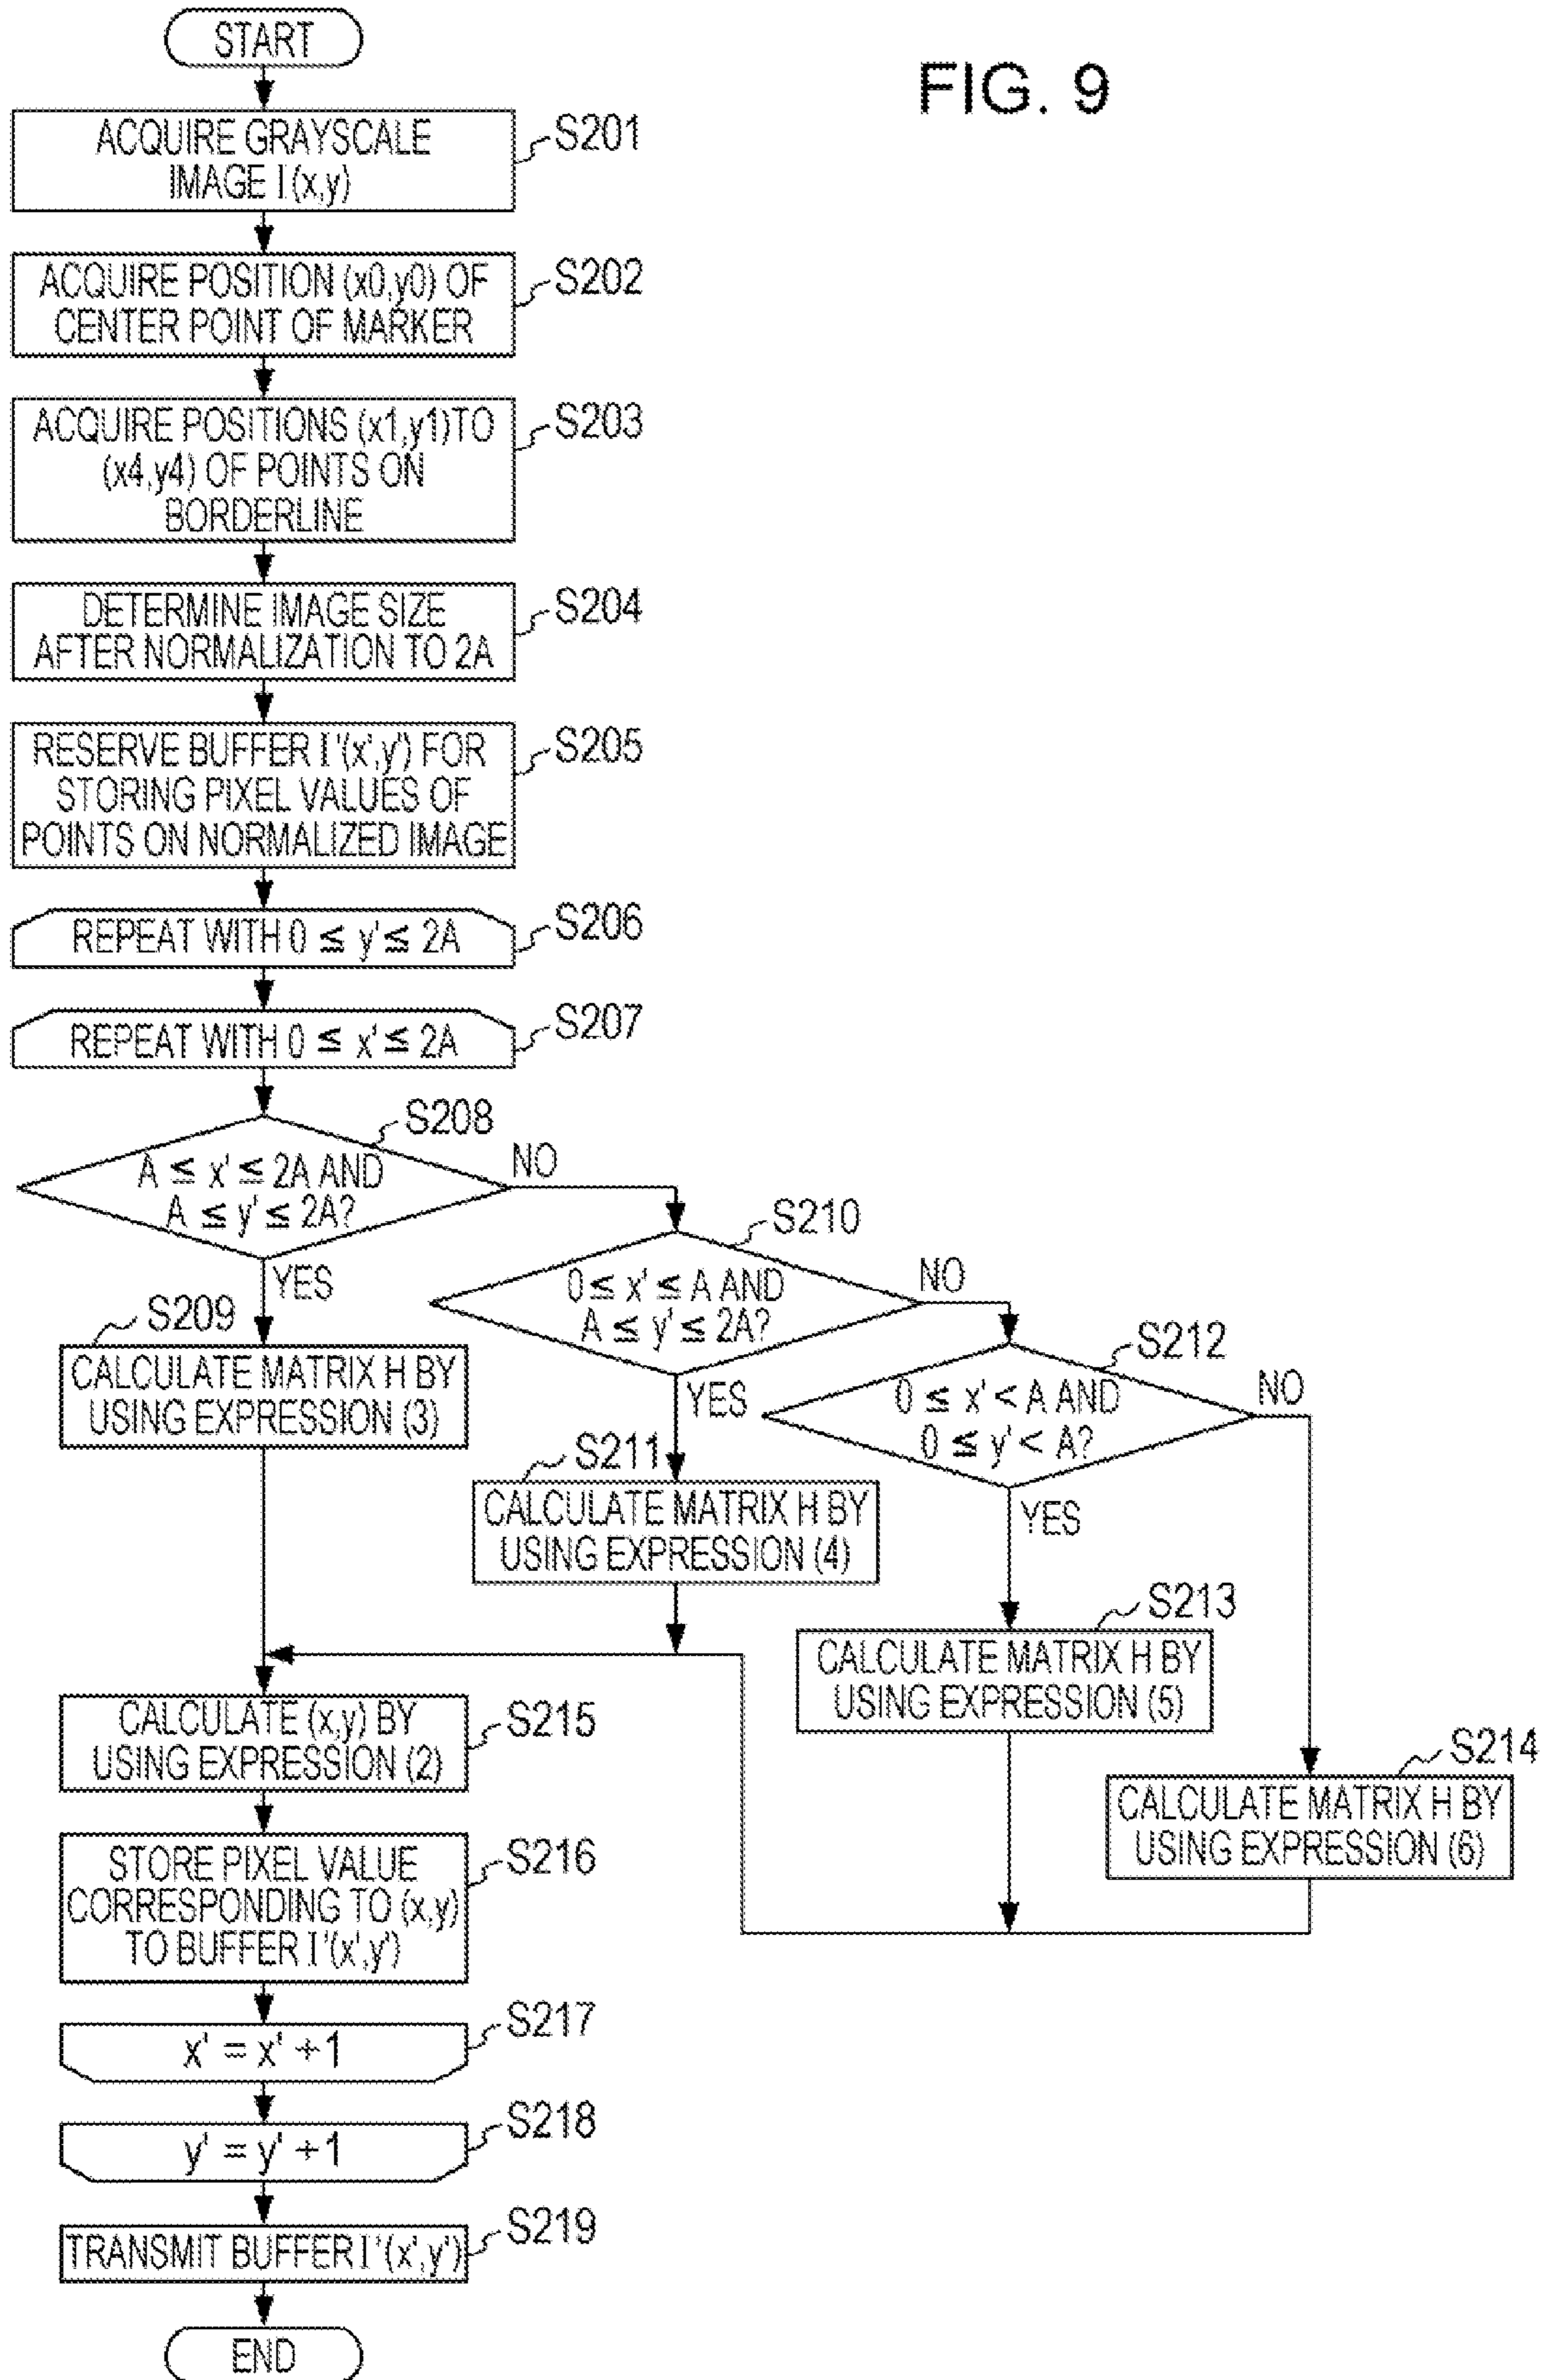 START
FIG. 9
ACQUIRE GRAYSCALE
IMAGE I(x,y)
S201
ACQUIRE POSITION (x0,y0) OF
CENTER POINT OF MARKER
S202
ACQUIRE POSITIONS (x1,y1)TO
(x4,y4) OF POINTS ON
BORDERLINE
S203
DETERMINE IMAGE SIZE
AFTER NORMALIZATION TO 2A
S204
RESERVE BUFFER I'(x',y') FOR
STORING PIXEL VALUES OF
POINTS ON NORMALIZED IMAGE
S205
REPEAT WITH 0 ≦ y' ≦ 2A
S206
REPEAT WITH 0 ≦ x' ≦ 2A
S207
S208
A ≦ x' ≦ 2A AND
A ≦ y' ≦ 2A?
NO
YES
S210
0 ≦ x' ≦ A AND
A ≦ y' ≦ 2A?
NO
YES
S209
CALCULATE MATRIX H BY
USING EXPRESSION (3)
S212
0 ≦ x' < A AND
0 ≦ y' < A?
NO
YES
S211
CALCULATE MATRIX H BY
USING EXPRESSION (4)
S213
CALCULATE MATRIX H BY
USING EXPRESSION (5)
S214
CALCULATE MATRIX H BY
USING EXPRESSION (6)
CALCULATE (x,y) BY
USING EXPRESSION (2)
S215
STORE PIXEL VALUE
CORRESPONDING TO (x,y)
TO BUFFER I'(x',y')
S216
x' = x' +1
S217
y' = y' +1
S218
TRANSMIT BUFFER I'(x',y')
S219
END